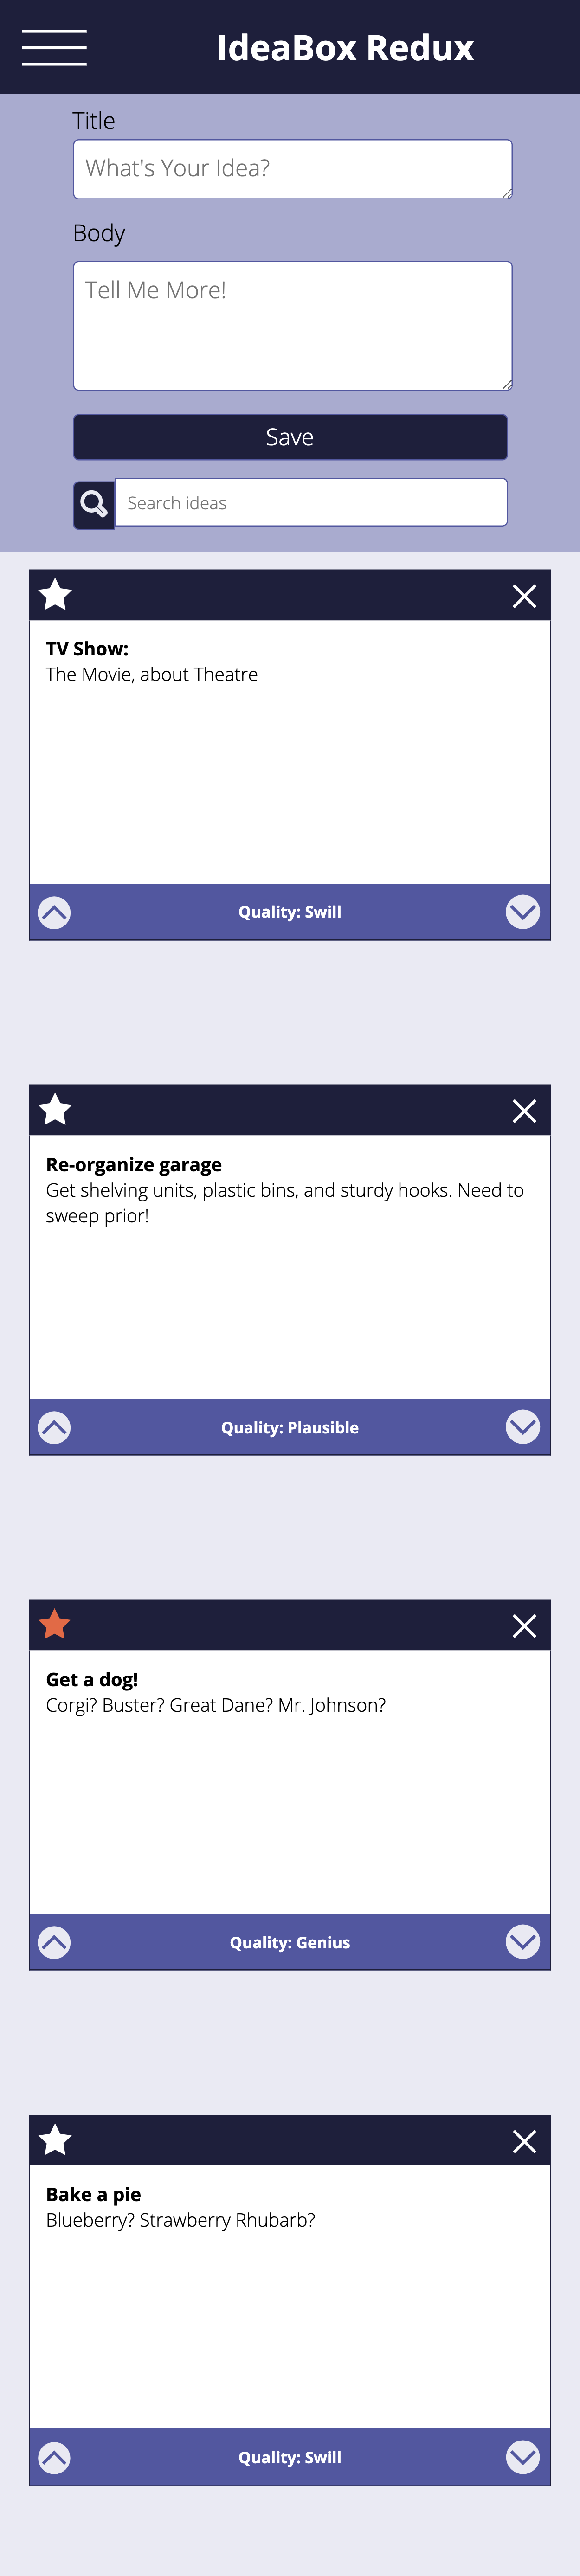 IdeaBox Redux
Title
What's Your Idea?
Body
Tell Me More!
Save
Search ideas
TV Show:
The Movie, about Theatre
Quality: Swill
Re-organize garage
Get shelving units, plastic bins, and sturdy hooks. Need to
sweep prior!
Quality: Plausible
Get a dog!
Corgi? Buster? Great Dane? Mr. Johnson?
Quality: Genius
Bake a pie
Blueberry? Strawberry Rhubarb?
Quality: Swill